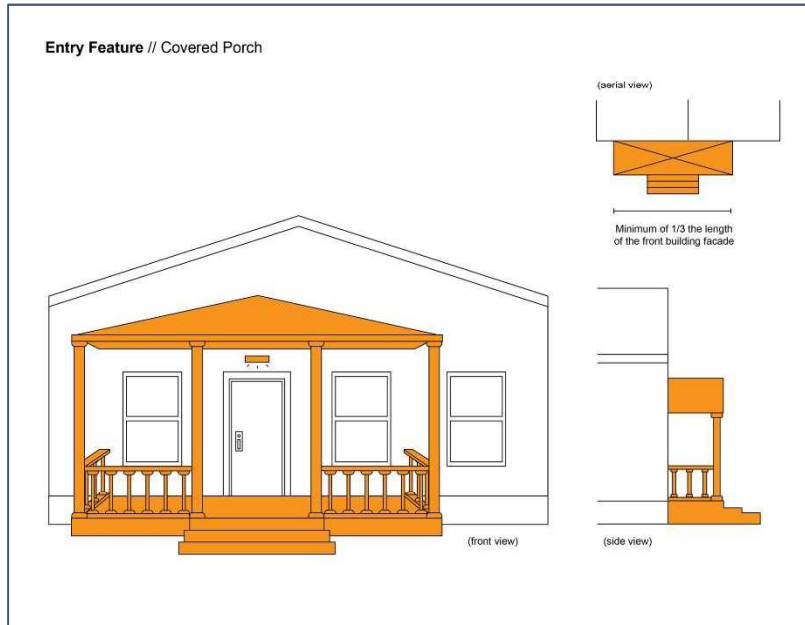 Entry Feature // Covered Porch
(aerial view)
Minimum of 1/3 the length
of the front building facade
(front view)
(side view)